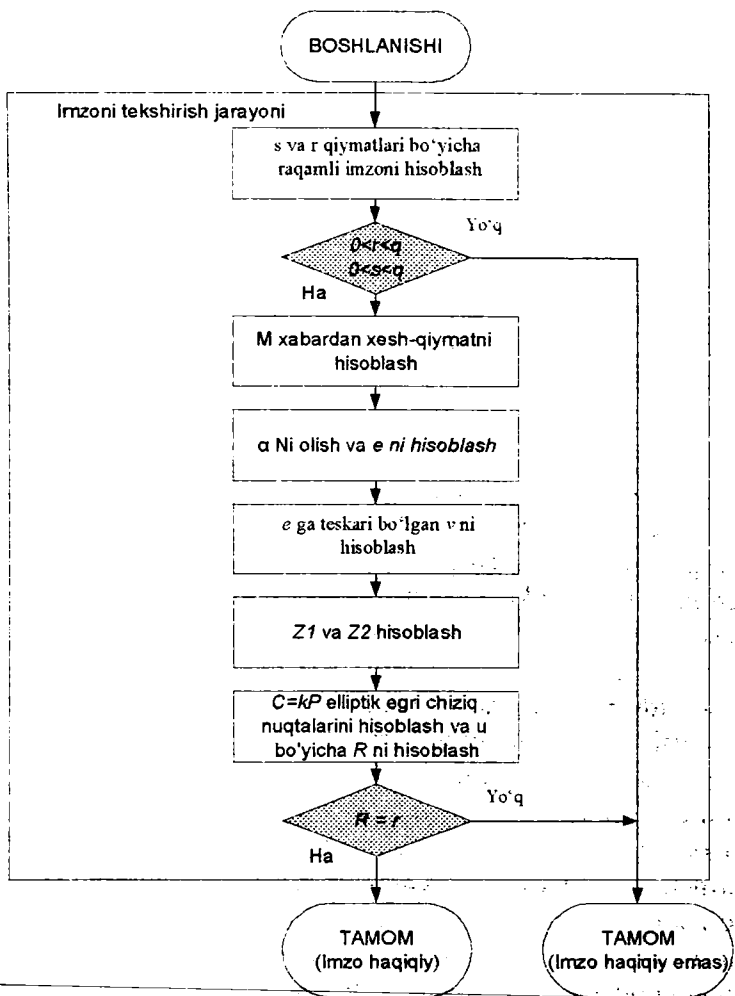 BOSHLANISHI
Imzoni tekshirish jarayoni
s va r qiymatlari bo‘yicha
raqamli imzoni hisoblash
Yo‘q
0<r<q
0<s<q
Ha
M xabardan xesh-qiymatni
hisoblash
α Ni olish va e ni hisoblash
e ga teskari bo‘lgan v ni
hisoblash
Z1 va Z2 hisoblash
C=kP elliptik egri chiziq
nuqtalarini hisoblash va u
bo'yicha R ni hisoblash
Yo‘q
R = r
Ha
TAMOM
(Imzo haqiqiy)
TAMOM
(Imzo haqiqiy emas)